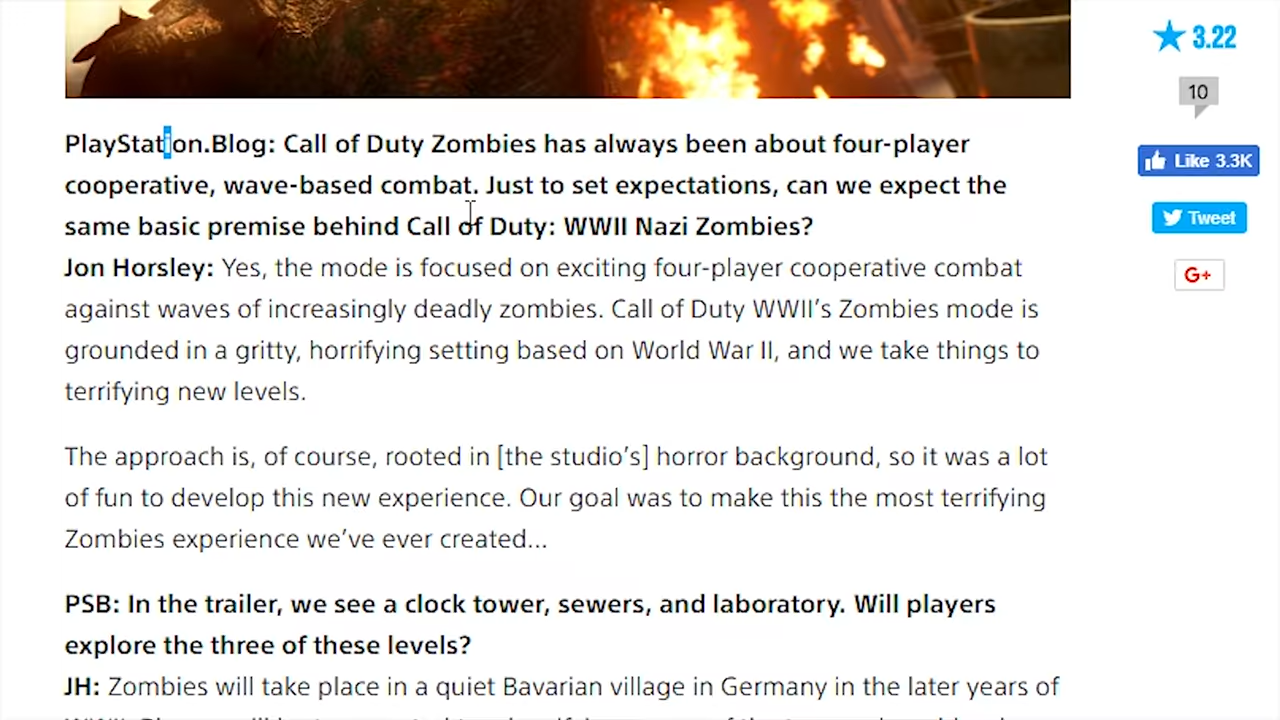 3.22
10
PlayStation.Blog: Call of Duty Zombies has always been about four-player
cooperative, wave-based combat. Just to set expectations, can we expect the
same basic premise behind Call of Duty: WWII Nazi Zombies?
Like 3.3K
Tweet
G+
Jon Horsley: Yes, the mode is focused on exciting four-player cooperative combat
against waves of increasingly deadly zombies. Call of Duty WWII’s Zombies mode is
grounded in a gritty, horrifying setting based on World War II, and we take things to
terrifying new levels.
The approach is, of course, rooted in [the studio’s] horror background, so it was a lot
of fun to develop this new experience. Our goal was to make this the most terrifying
Zombies experience we’ve ever created...
PSB: In the trailer, we see a clock tower, sewers, and laboratory. Will players
explore the three of these levels?
JH: Zombies will take place in a quiet Bavarian village in Germany in the later years of